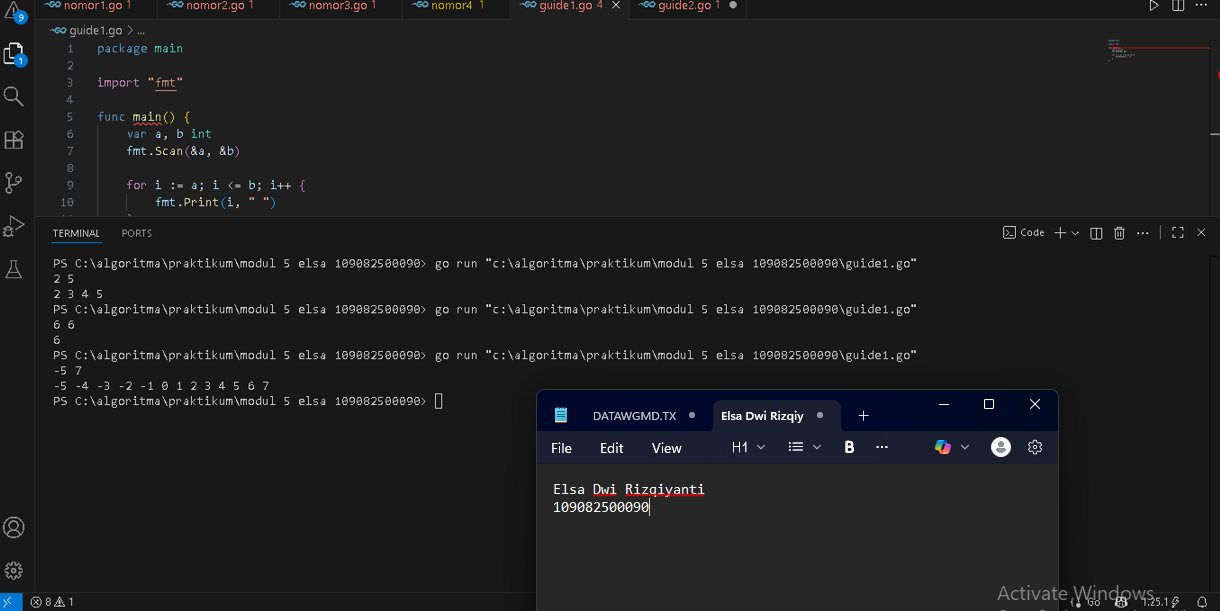 nomor1.go 1 nomor2.go 1 nomor3.go 1 nomor4 1 guide1.go 4 guide2.go 1
9
guide1.go > ...
1 package main
2
3 import "fmt"
4
5 func main() {
6 var a, b int
7 fmt.Scan(&a, &b)
8
9 for i := a; i <= b; i++ {
10 fmt.Print(i, " ")
1
TERMINAL PORTS Code
PS C:\algoritma\praktikum\modul 5 elsa 109082500090> go run "c:\algoritma\praktikum\modul 5 elsa 109082500090\guide1.go"
2 5
2 3 4 5
PS C:\algoritma\praktikum\modul 5 elsa 109082500090> go run "c:\algoritma\praktikum\modul 5 elsa 109082500090\guide1.go"
6 6
6
PS C:\algoritma\praktikum\modul 5 elsa 109082500090> go run "c:\algoritma\praktikum\modul 5 elsa 109082500090\guide1.go"
-5 7
-5 -4 -3 -2 -1 0 1 2 3 4 5 6 7
PS C:\algoritma\praktikum\modul 5 elsa 109082500090>
DATAWGMD.TX Elsa Dwi Rizqiy
File Edit View H1 B
Elsa Dwi Rizqiyanti
109082500090
Activate Windows
8 1 Go 1.25.1